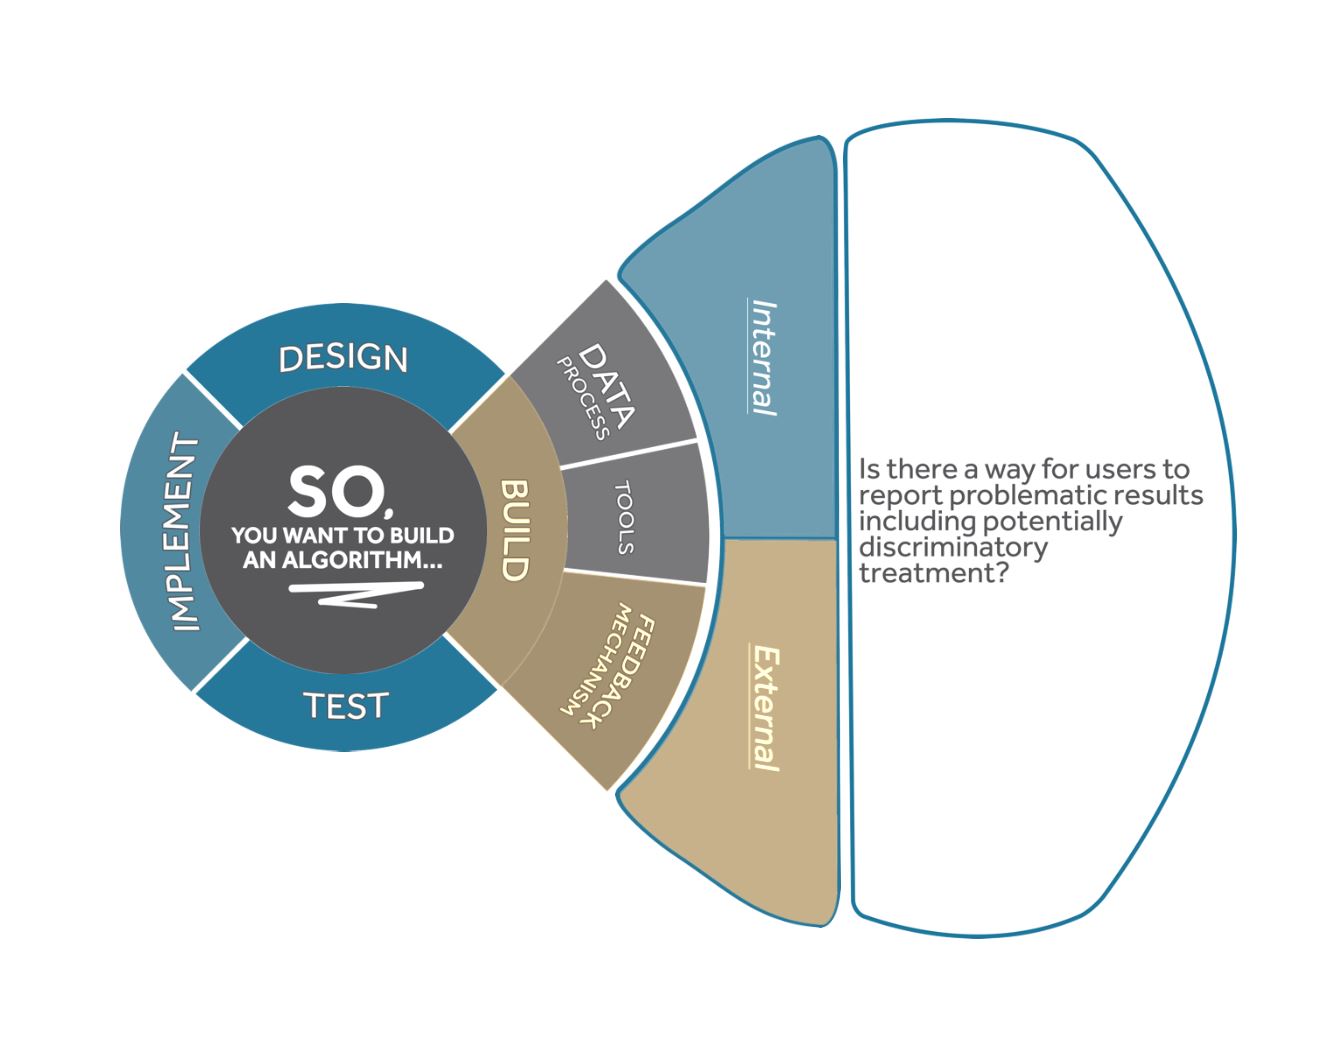 DESIGN
IMPLEMENT
SO,
YOU WANT TO BUILD
AN ALGORITHM...
TEST
BUILD
DATA
PROCESS
TOOLS
FEEDBACK
MECHANISM
Internal
External
Is there a way for users to
report problematic results
including potentially
discriminatory
treatment?